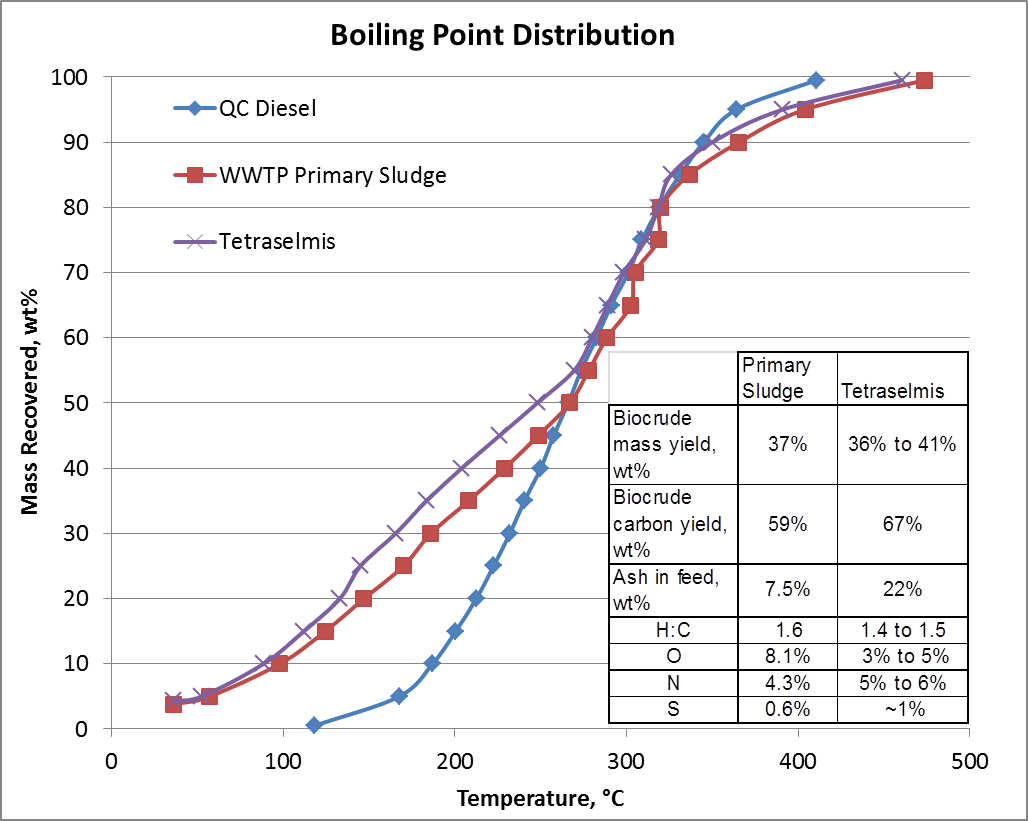 Boiling Point Distribution
100
90
80
70
60
50
40
30
20
10
0
Mass Recovered, wt%
QC Diesel
WWTP Primary Sludge
Tetraselmis
Primary
Sludge
Tetraselmis
Biocrude
mass yield,
wt%
37%
36% to 41%
Biocrude
carbon yield,
wt%
59%
67%
Ash in feed,
wt%
7.5%
22%
H:C
1.6
1.4 to 1.5
O
8.1%
3% to 5%
N
4.3%
5% to 6%
S
0.6%
~1%
0
100
200
300
400
500
Temperature, °C